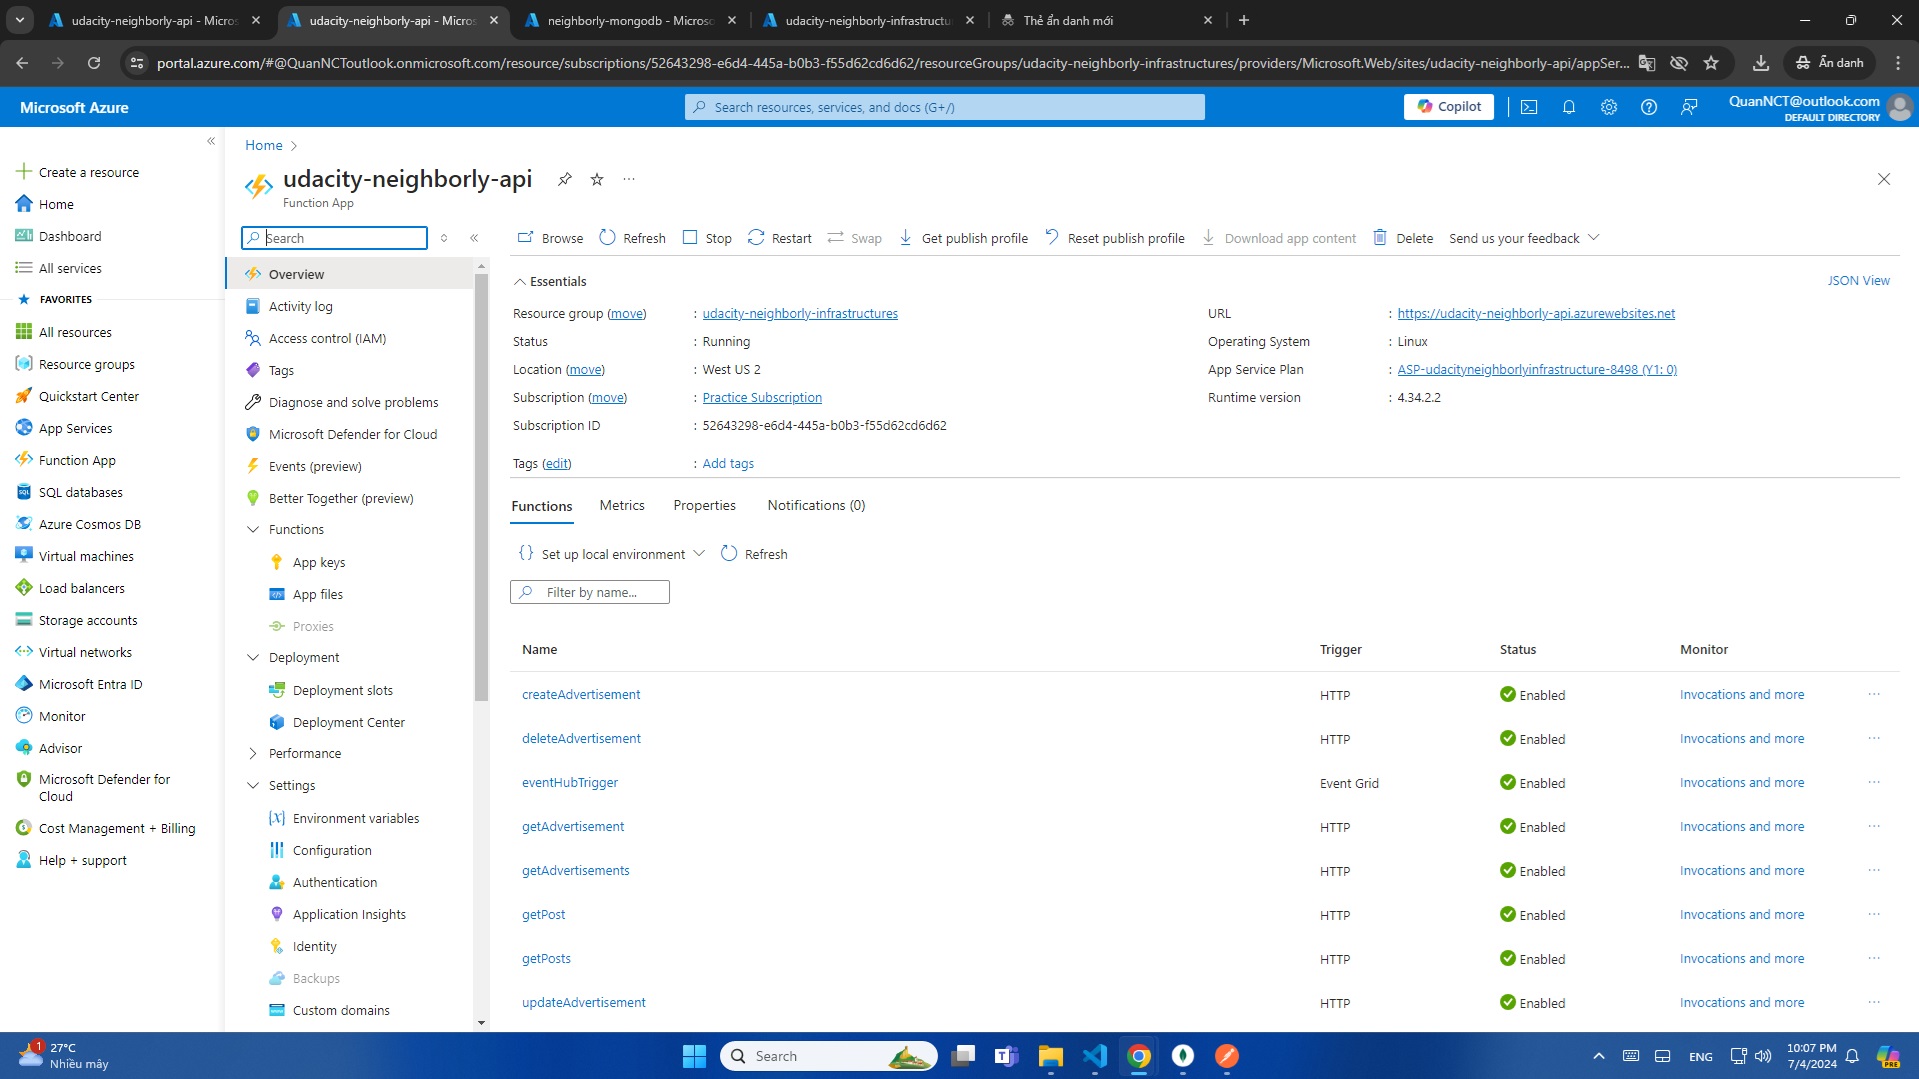 udacity-neighborly-api - Micros
udacity-neighborly-api - Micros
neighborly-mongodb - Microso
udacity-neighborly-infrastructur
Thẻ ẩn danh mới
portal.azure.com/#@QuanNCToutlook.onmicrosoft.com/resource/subscriptions/52643298-e6d4-445a-b0b3-f55d62cd6d62/resourceGroups/udacity-neighborly-infrastructures/providers/Microsoft.Web/sites/udacity-neighborly-api/appSer...
Ẩn danh
Microsoft Azure
Search resources, services, and docs (G+/)
Copilot
QuanNCT@outlook.com
DEFAULT DIRECTORY
Create a resource
Home
Dashboard
All services
FAVORITES
All resources
Resource groups
Quickstart Center
App Services
Function App
SQL databases
Azure Cosmos DB
Virtual machines
Load balancers
Storage accounts
Virtual networks
Microsoft Entra ID
Monitor
Advisor
Microsoft Defender for
Cloud
Cost Management + Billing
Help + support
Home
udacity-neighborly-api
Function App
Search
Overview
Activity log
Access control (IAM)
Tags
Diagnose and solve problems
Microsoft Defender for Cloud
Events (preview)
Better Together (preview)
Functions
App keys
App files
Proxies
Deployment
Deployment slots
Deployment Center
Performance
Settings
Environment variables
Configuration
Authentication
Application Insights
Identity
Backups
Custom domains
Browse Refresh Stop Restart Swap Get publish profile Reset publish profile Download app content Delete Send us your feedback
Essentials
JSON View
Resource group (move) : udacity-neighborly-infrastructures
Status : Running
Location (move) : West US 2
Subscription (move) : Practice Subscription
Subscription ID : 52643298-e6d4-445a-b0b3-f55d62cd6d62
Tags (edit) : Add tags
URL : https://udacity-neighborly-api.azurewebsites.net
Operating System : Linux
App Service Plan : ASP-udacityneighborlyinfrastructure-8498 (Y1: 0)
Runtime version : 4.34.2.2
Functions Metrics Properties Notifications (0)
Set up local environment Refresh
Filter by name...
Name Trigger Status Monitor
createAdvertisement HTTP Enabled Invocations and more
deleteAdvertisement HTTP Enabled Invocations and more
eventHubTrigger Event Grid Enabled Invocations and more
getAdvertisement HTTP Enabled Invocations and more
getAdvertisements HTTP Enabled Invocations and more
getPost HTTP Enabled Invocations and more
getPosts HTTP Enabled Invocations and more
updateAdvertisement HTTP Enabled Invocations and more
1
27°C
Nhiều mây
Search
ENG
10:07 PM
7/4/2024
PRE